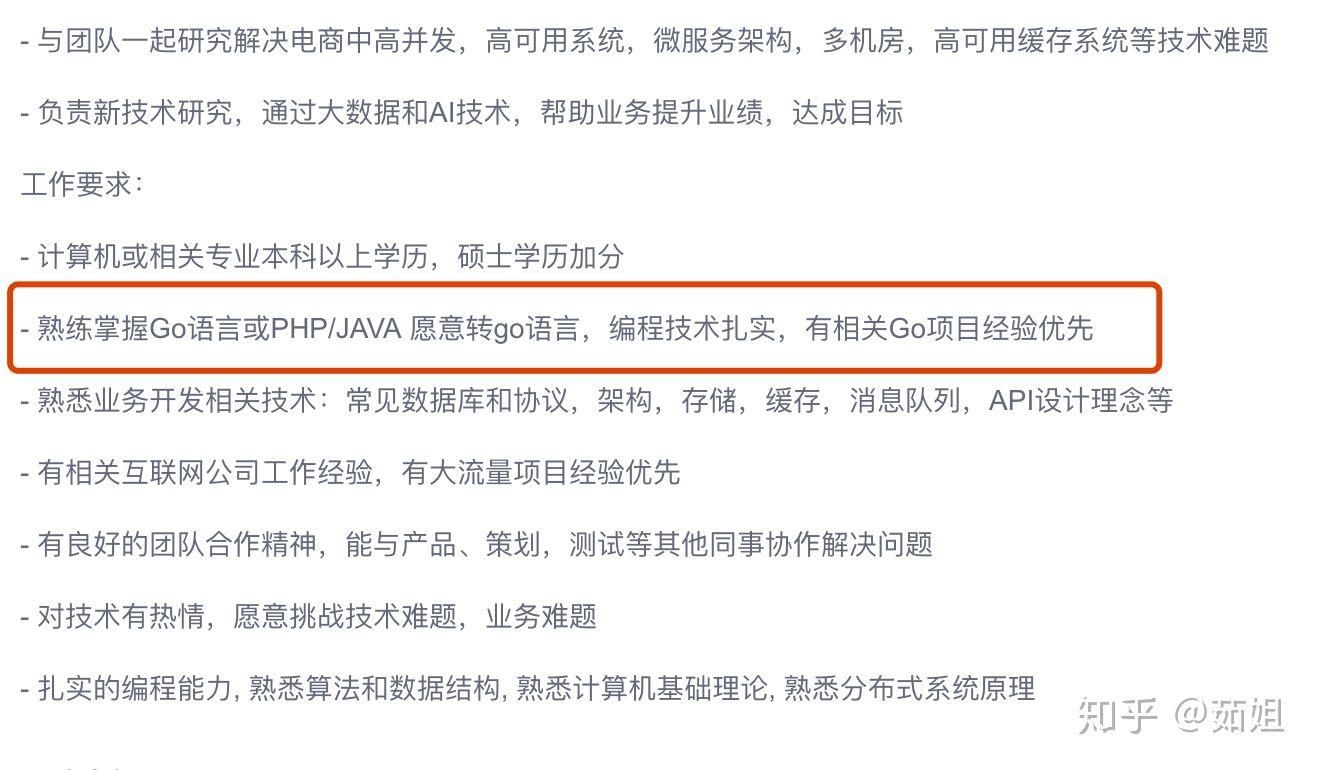 - 与团队一起研究解决电商中高并发，高可用系统，微服务架构，多机房，高可用缓存系统等技术难题
- 负责新技术研究，通过大数据和AI技术，帮助业务提升业绩，达成目标
工作要求：
- 计算机或相关专业本科以上学历，硕士学历加分
- 熟练掌握Go语言或PHP/JAVA 愿意转go语言，编程技术扎实，有相关Go项目经验优先
- 熟悉业务开发相关技术：常见数据库和协议，架构，存储，缓存，消息队列，API设计理念等
- 有相关互联网公司工作经验，有大流量项目经验优先
- 有良好的团队合作精神，能与产品、策划，测试等其他同事协作解决问题
- 对技术有热情，愿意挑战技术难题，业务难题
- 扎实的编程能力, 熟悉算法和数据结构, 熟悉计算机基础理论, 熟悉分布式系统原理
知乎 @茹姐